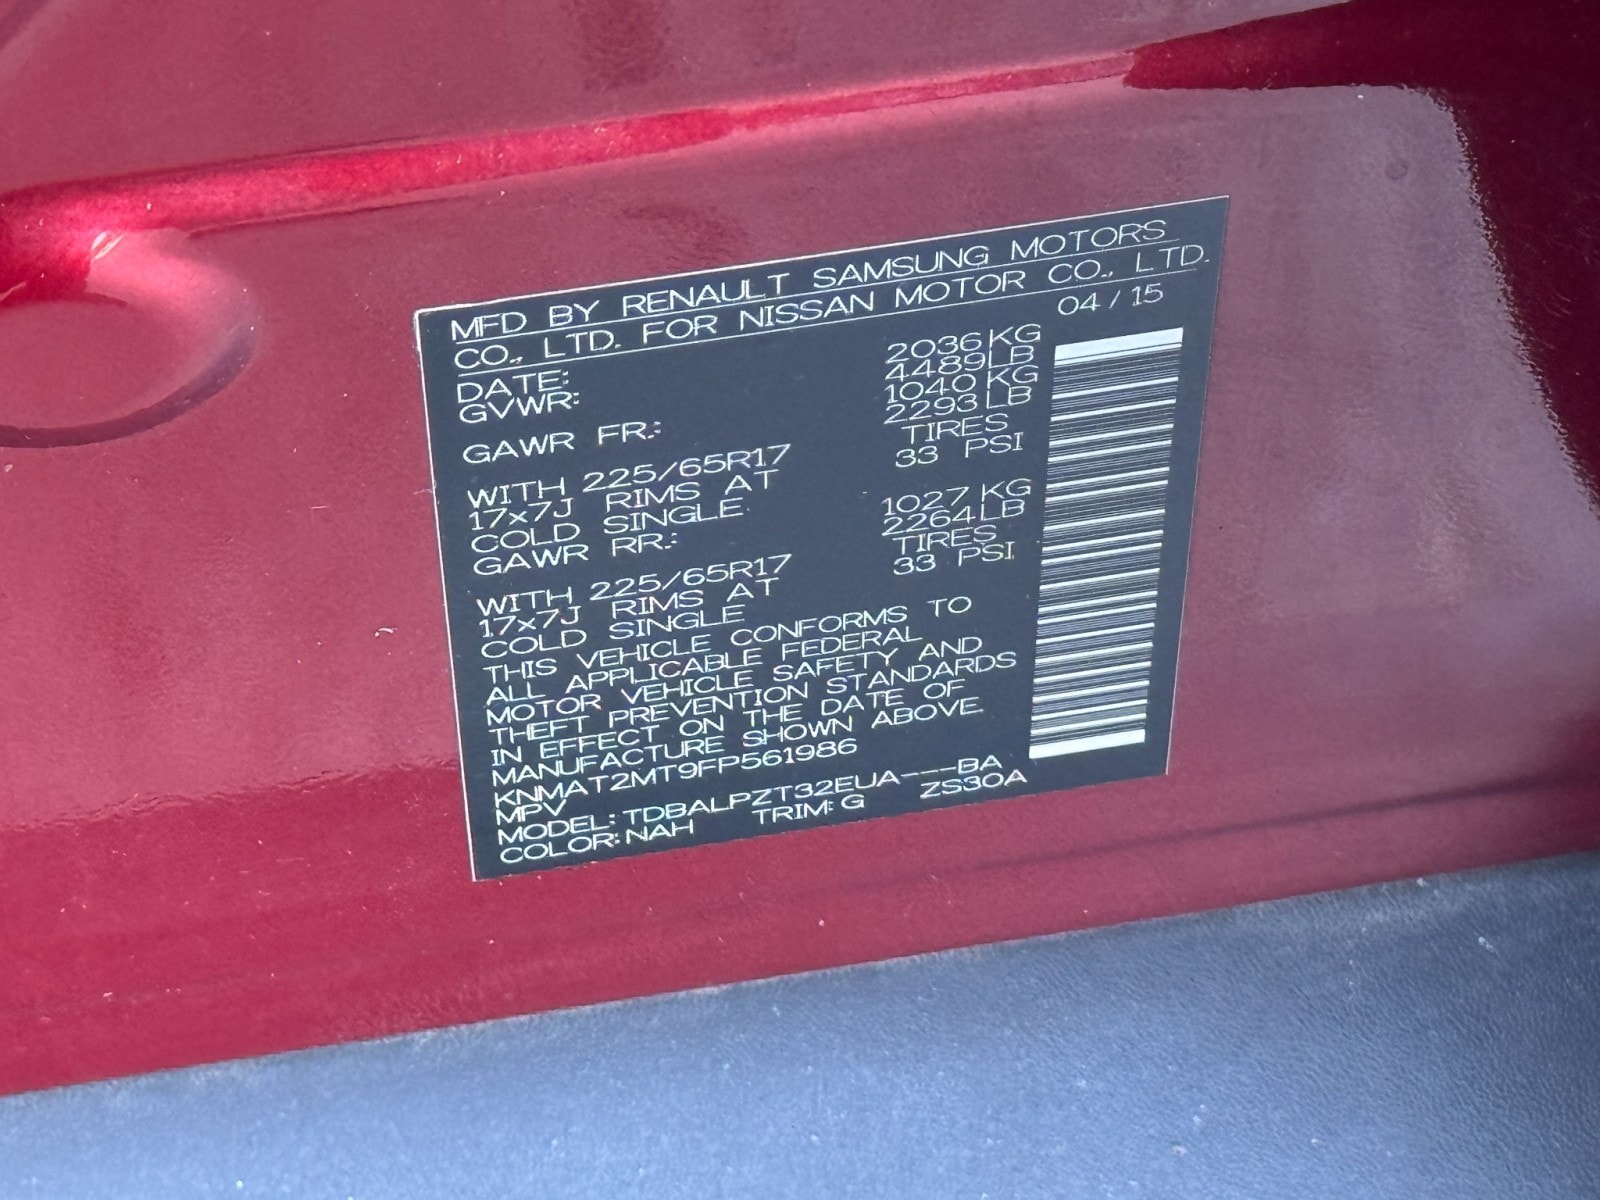 MFD BY RENAULT SAMSUNG MOTORS
CO., LTD. FOR NISSAN MOTOR CO., LTD.
DATE: 04 / 15
GVWR: 2036 KG
4489 LB
GAWR FR.: 1040 KG
2293 LB
WITH 225/65R17 TIRES
17x7J RIMS AT 33 PSI
COLD SINGLE
GAWR RR.: 1027 KG
2264 LB
WITH 225/65R17 TIRES
17x7J RIMS AT 33 PSI
COLD SINGLE
THIS VEHICLE CONFORMS TO
ALL APPLICABLE FEDERAL
MOTOR VEHICLE SAFETY AND
THEFT PREVENTION STANDARDS
IN EFFECT ON THE DATE OF
MANUFACTURE SHOWN ABOVE.
KNMAT2MT9FP561986
MPV
MODEL: TDBALPZT32EUA---BA
COLOR: NAH TRIM: G ZS30A